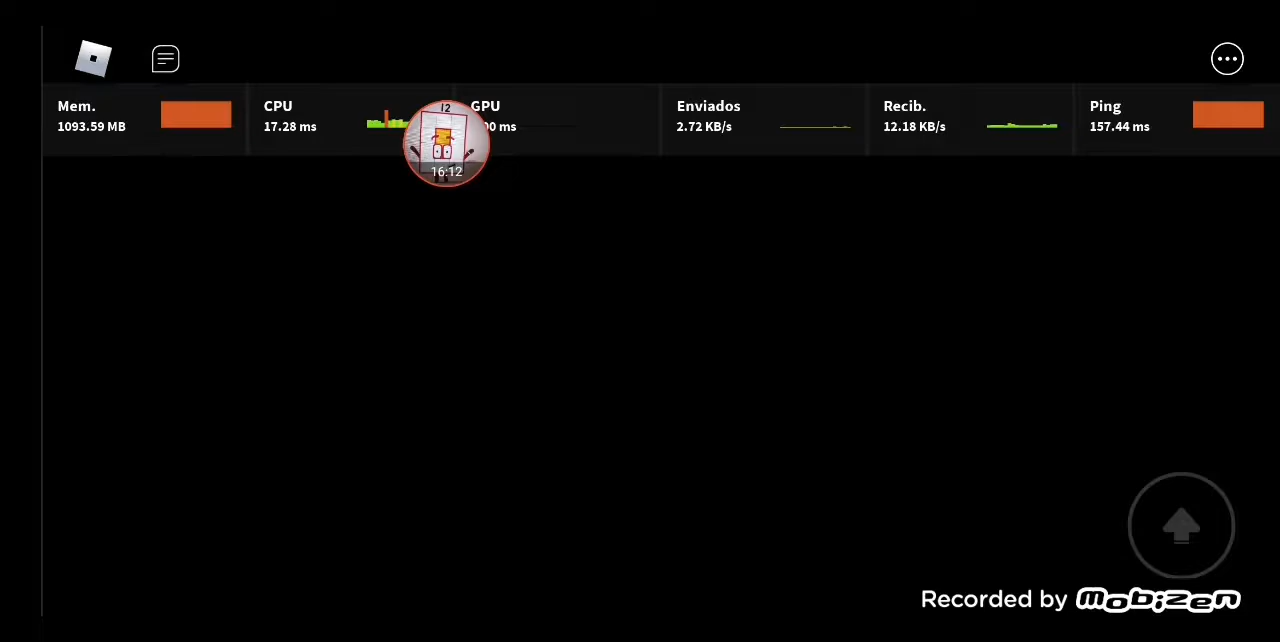 Mem.
1093.59 MB
CPU
17.28 ms
12
16:12
GPU
ms
Enviados
2.72 KB/s
Recib.
12.18 KB/s
Ping
157.44 ms
Recorded by mobizen